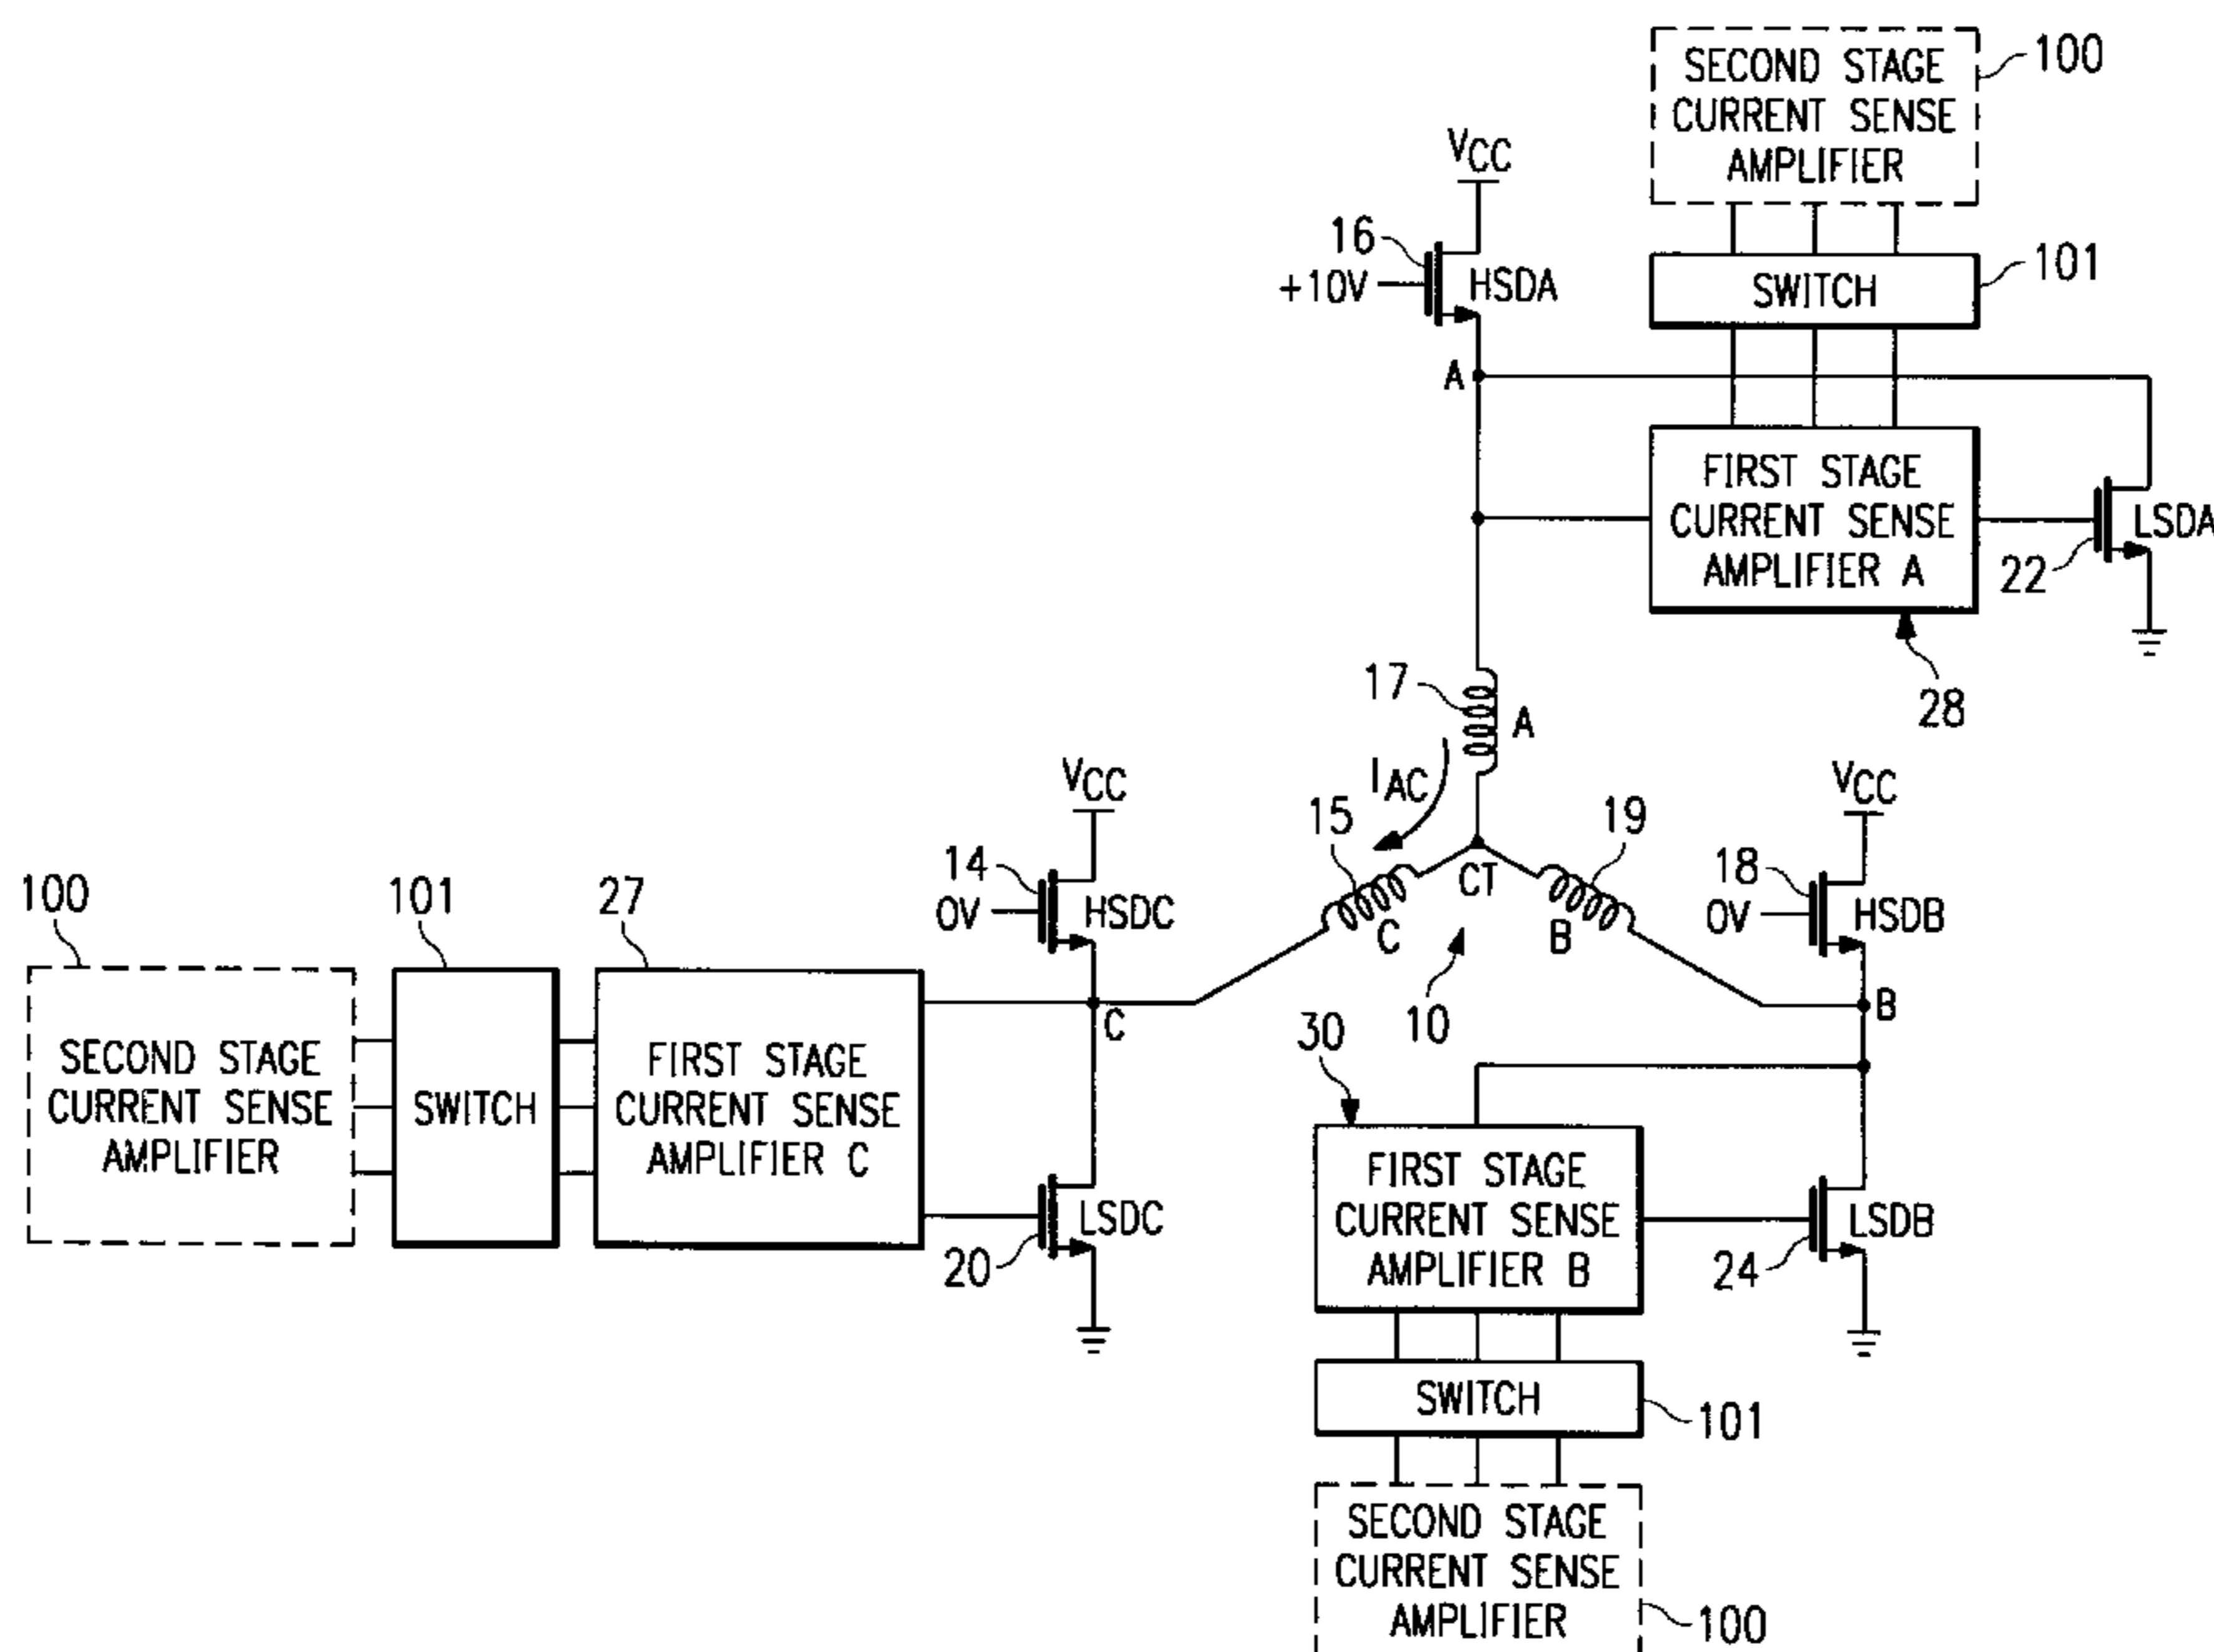 SECOND STAGE
CURRENT SENSE
AMPLIFIER
100
VCC
16
+10V
HSDA
SWITCH
101
A
FIRST STAGE
CURRENT SENSE
AMPLIFIER A
LSDA
22
28
17
A
IAC
15
19
CT
C
B
10
VCC
14
0V
HSDC
C
VCC
18
0V
HSDB
B
100
101
27
SECOND STAGE
CURRENT SENSE
AMPLIFIER
SWITCH
FIRST STAGE
CURRENT SENSE
AMPLIFIER C
LSDC
20
30
FIRST STAGE
CURRENT SENSE
AMPLIFIER B
LSDB
24
SWITCH
101
SECOND STAGE
CURRENT SENSE
AMPLIFIER
100